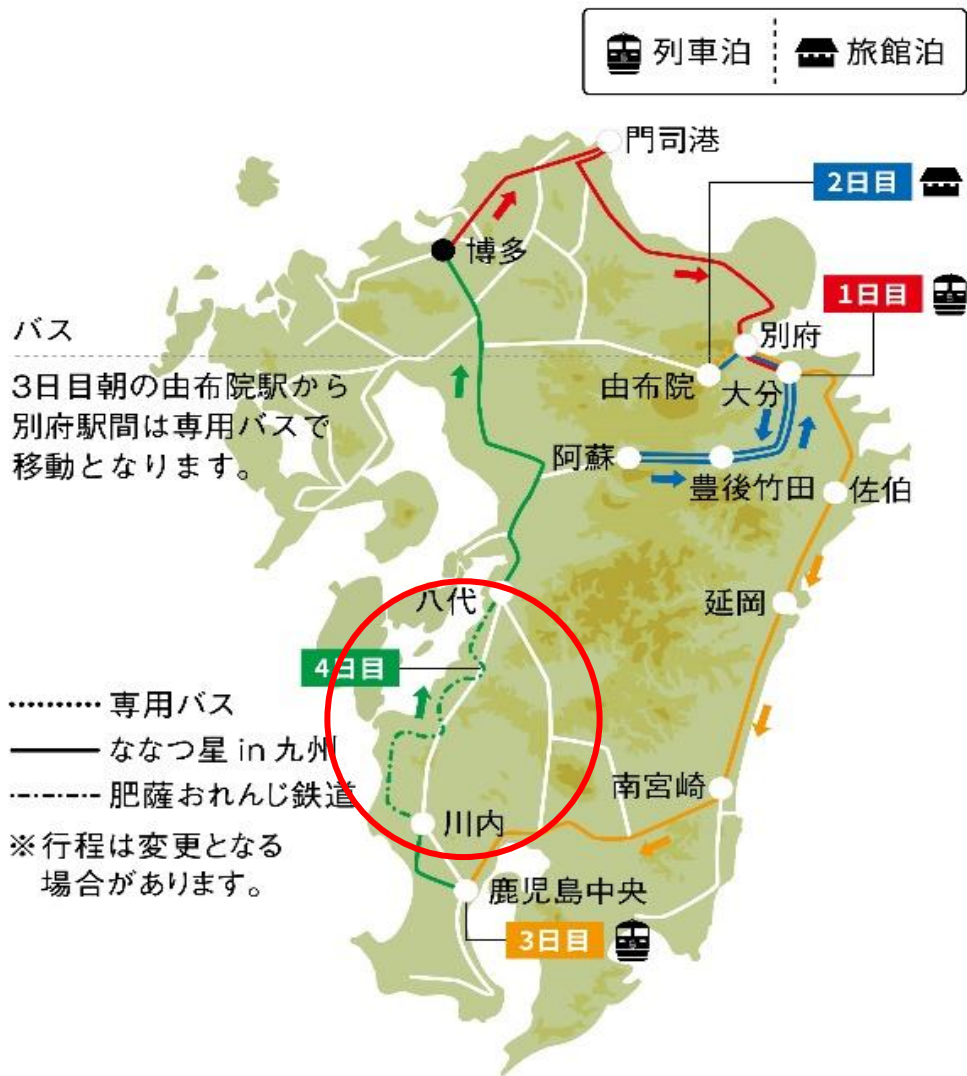 列車泊
旅館泊
門司港
2日目
博多
1日目
バス
別府
3日目朝の由布院駅から
別府駅間は専用バスで
移動となります。
由布院
大分
阿蘇
豊後竹田
佐伯
八代
延岡
4日目
専用バス
ななつ星 in 九州
肥薩おれんじ鉄道
南宮崎
川内
※行程は変更となる
場合があります。
鹿児島中央
3日目